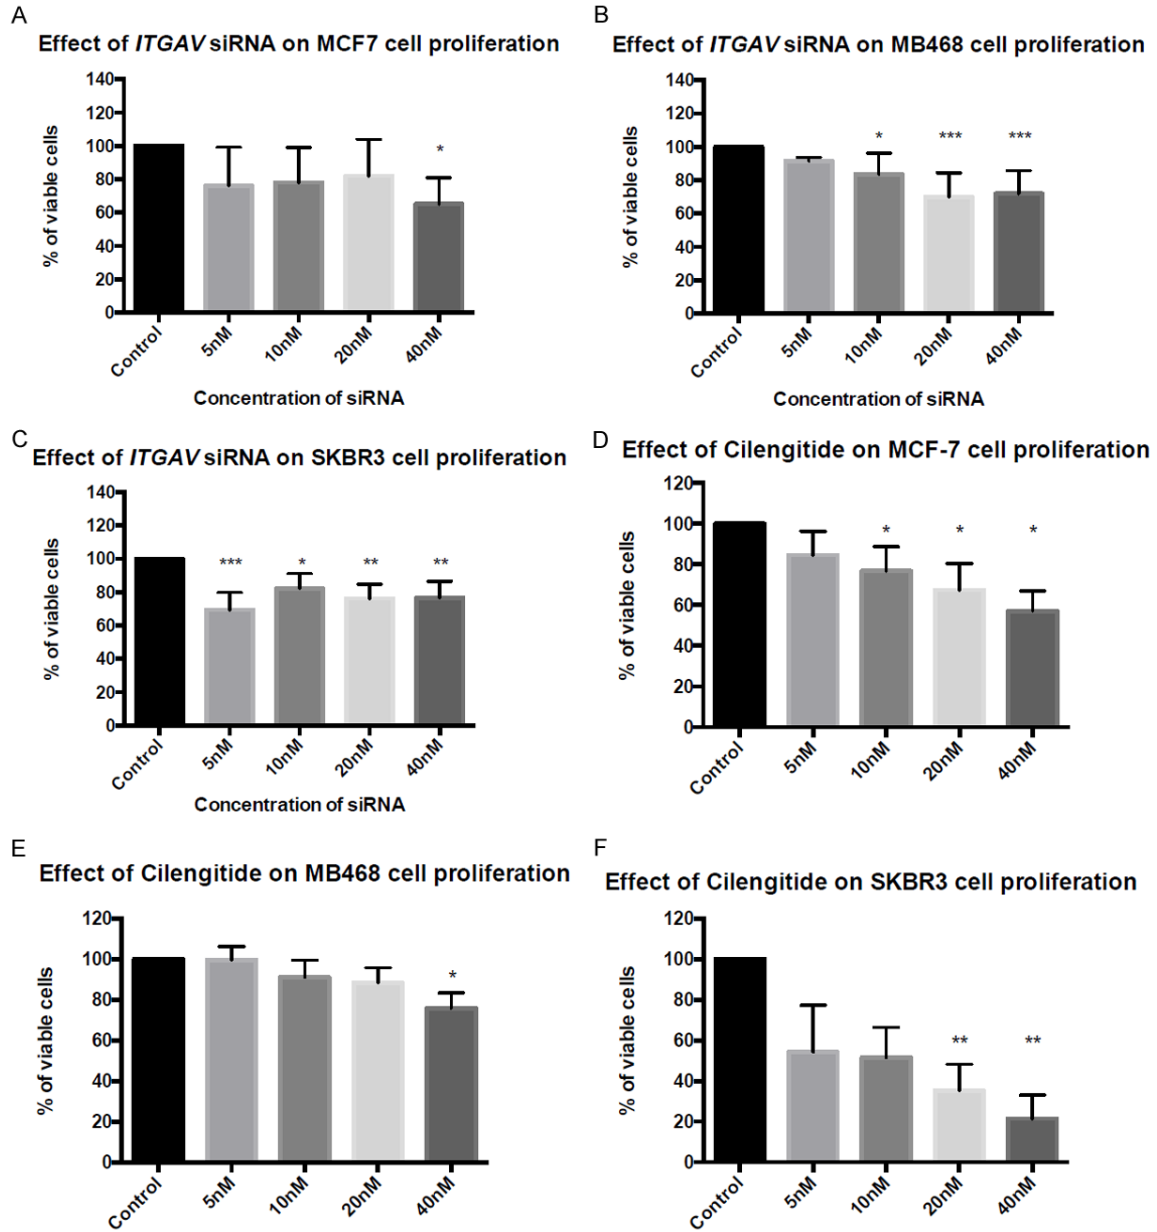 A
Effect of ITGAV siRNA on MCF7 cell proliferation
% of viable cells
140
120
100
80
60
40
20
0
*
Control
5nM
10nM
20nM
40nM
Concentration of siRNA
B
Effect of ITGAV siRNA on MB468 cell proliferation
% of viable cells
140
120
100
80
60
40
20
0
* *** ***
Control
5nM
10nM
20nM
40nM
Concentration of siRNA
C
Effect of ITGAV siRNA on SKBR3 cell proliferation
% of viable cells
140
120
100
80
60
40
20
0
*** * ** **
Control
5nM
10nM
20nM
40nM
Concentration of siRNA
D
Effect of Cilengitide on MCF-7 cell proliferation
% of viable cells
120
100
80
60
40
20
0
* * *
Control
5nM
10nM
20nM
40nM
E
Effect of Cilengitide on MB468 cell proliferation
% of viable cells
120
100
80
60
40
20
0
*
Control
5nM
10nM
20nM
40nM
F
Effect of Cilengitide on SKBR3 cell proliferation
% of viable cells
120
100
80
60
40
20
0
** **
Control
5nM
10nM
20nM
40nM